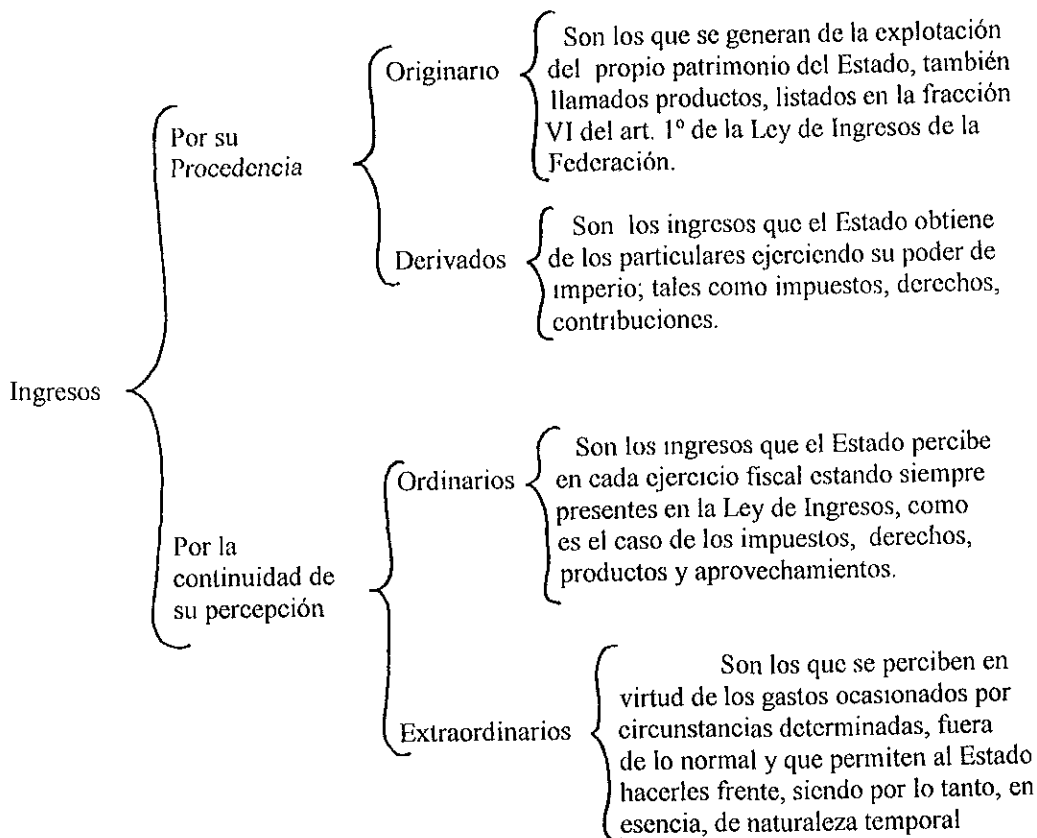 Ingresos
Por su
Procedencia
Originario
Son los que se generan de la explotación
del propio patrimonio del Estado, también
llamados productos, listados en la fracción
VI del art. 1º de la Ley de Ingresos de la
Federación.
Derivados
Son los ingresos que el Estado obtiene
de los particulares ejerciendo su poder de
imperio; tales como impuestos, derechos,
contribuciones.
Por la
continuidad de
su percepción
Ordinarios
Son los ingresos que el Estado percibe
en cada ejercicio fiscal estando siempre
presentes en la Ley de Ingresos, como
es el caso de los impuestos, derechos,
productos y aprovechamientos.
Extraordinarios
Son los que se perciben en
virtud de los gastos ocasionados por
circunstancias determinadas, fuera
de lo normal y que permiten al Estado
hacerles frente, siendo por lo tanto, en
esencia, de naturaleza temporal